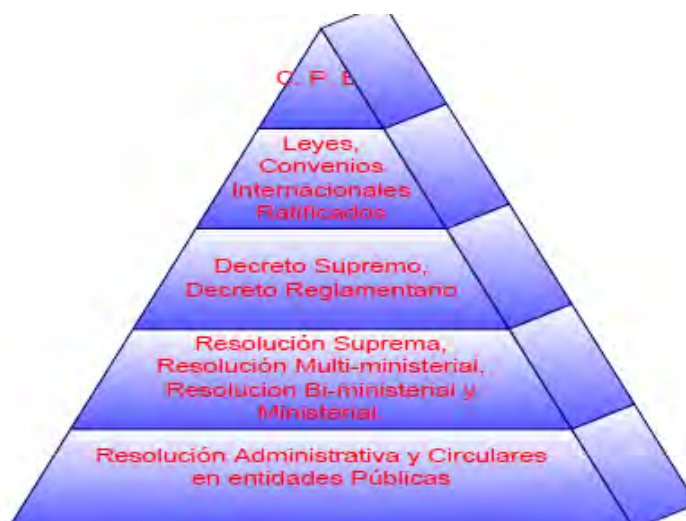 C. P. E
Leyes,
Convenios
Internacionales
Ratificados
Decreto Supremo,
Decreto Reglamentario
Resolución Suprema,
Resolución Multi-ministerial,
Resolucion Bi-ministerial y
Ministerial.
Resolución Administrativa y Circulares
en entidades Públicas